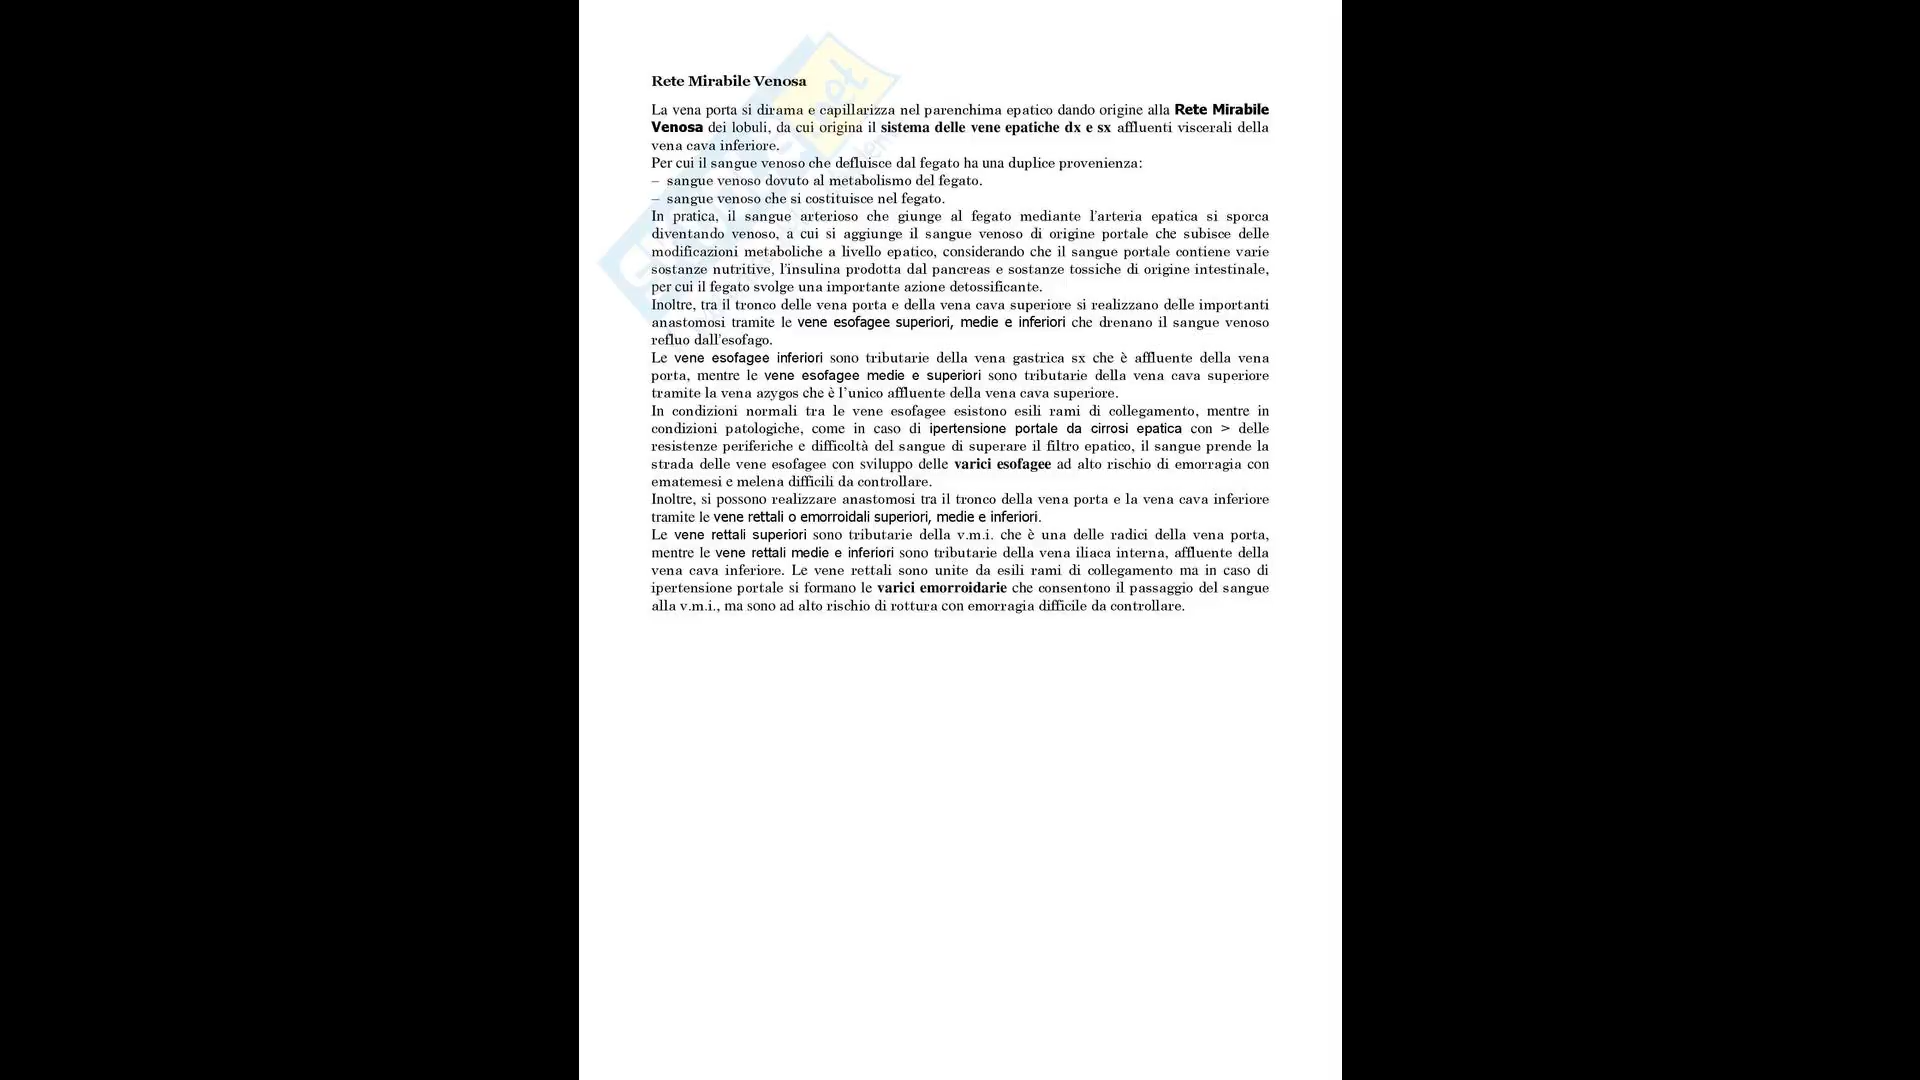 Rete Mirabile Venosa
La vena porta si dirama e capillarizza nel parenchima epatico dando origine alla Rete Mirabile
Venosa dei lobuli, da cui origina il sistema delle vene epatiche dx e sx affluenti viscerali della
vena cava inferiore.
Per cui il sangue venoso che defluisce dal fegato ha una duplice provenienza:
– sangue venoso dovuto al metabolismo del fegato.
– sangue venoso che si costituisce nel fegato.
In pratica, il sangue arterioso che giunge al fegato mediante l'arteria epatica si sporca
diventando venoso, a cui si aggiunge il sangue venoso di origine portale che subisce delle
modificazioni metaboliche a livello epatico, considerando che il sangue portale contiene varie
sostanze nutritive, l'insulina prodotta dal pancreas e sostanze tossiche di origine intestinale,
per cui il fegato svolge una importante azione detossificante.
Inoltre, tra il tronco delle vena porta e della vena cava superiore si realizzano delle importanti
anastomosi tramite le vene esofagee superiori, medie e inferiori che drenano il sangue venoso
refluo dall'esofago.
Le vene esofagee inferiori sono tributarie della vena gastrica sx che è affluente della vena
porta, mentre le vene esofagee medie e superiori sono tributarie della vena cava superiore
tramite la vena azygos che è l'unico affluente della vena cava superiore.
In condizioni normali tra le vene esofagee esistono esili rami di collegamento, mentre in
condizioni patologiche, come in caso di ipertensione portale da cirrosi epatica con > delle
resistenze periferiche e difficoltà del sangue di superare il filtro epatico, il sangue prende la
strada delle vene esofagee con sviluppo delle varici esofagee ad alto rischio di emorragia con
ematemesi e melena difficili da controllare.
Inoltre, si possono realizzare anastomosi tra il tronco della vena porta e la vena cava inferiore
tramite le vene rettali o emorroidali superiori, medie e inferiori.
Le vene rettali superiori sono tributarie della v.m.i. che è una delle radici della vena porta,
mentre le vene rettali medie e inferiori sono tributarie della vena iliaca interna, affluente della
vena cava inferiore. Le vene rettali sono unite da esili rami di collegamento ma in caso di
ipertensione portale si formano le varici emorroidarie che consentono il passaggio del sangue
alla v.m.i., ma sono ad alto rischio di rottura con emorragia difficile da controllare.